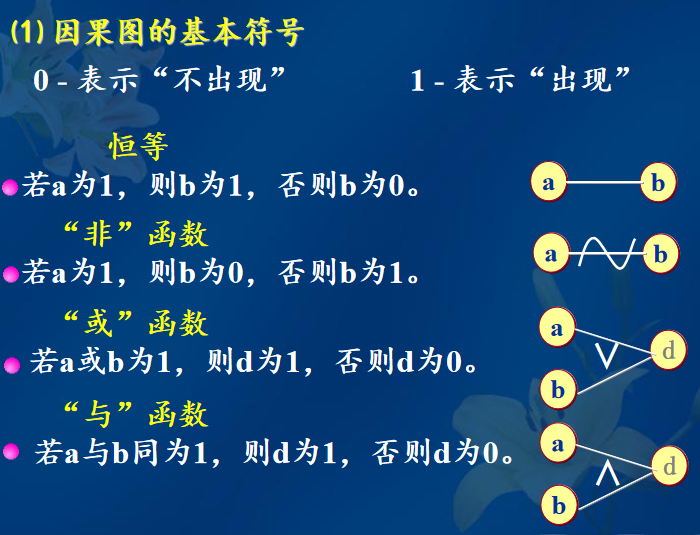 (1) 因果图的基本符号
0 - 表示“不出现” 1 - 表示“出现”
恒等
若a为1，则b为1，否则b为0。
a b
“非”函数
若a为1，则b为0，否则b为1。
a b
“或”函数
若a或b为1，则d为1，否则d为0。
a
∨ d
b
“与”函数
若a与b同为1，则d为1，否则d为0。
a
∧ d
b